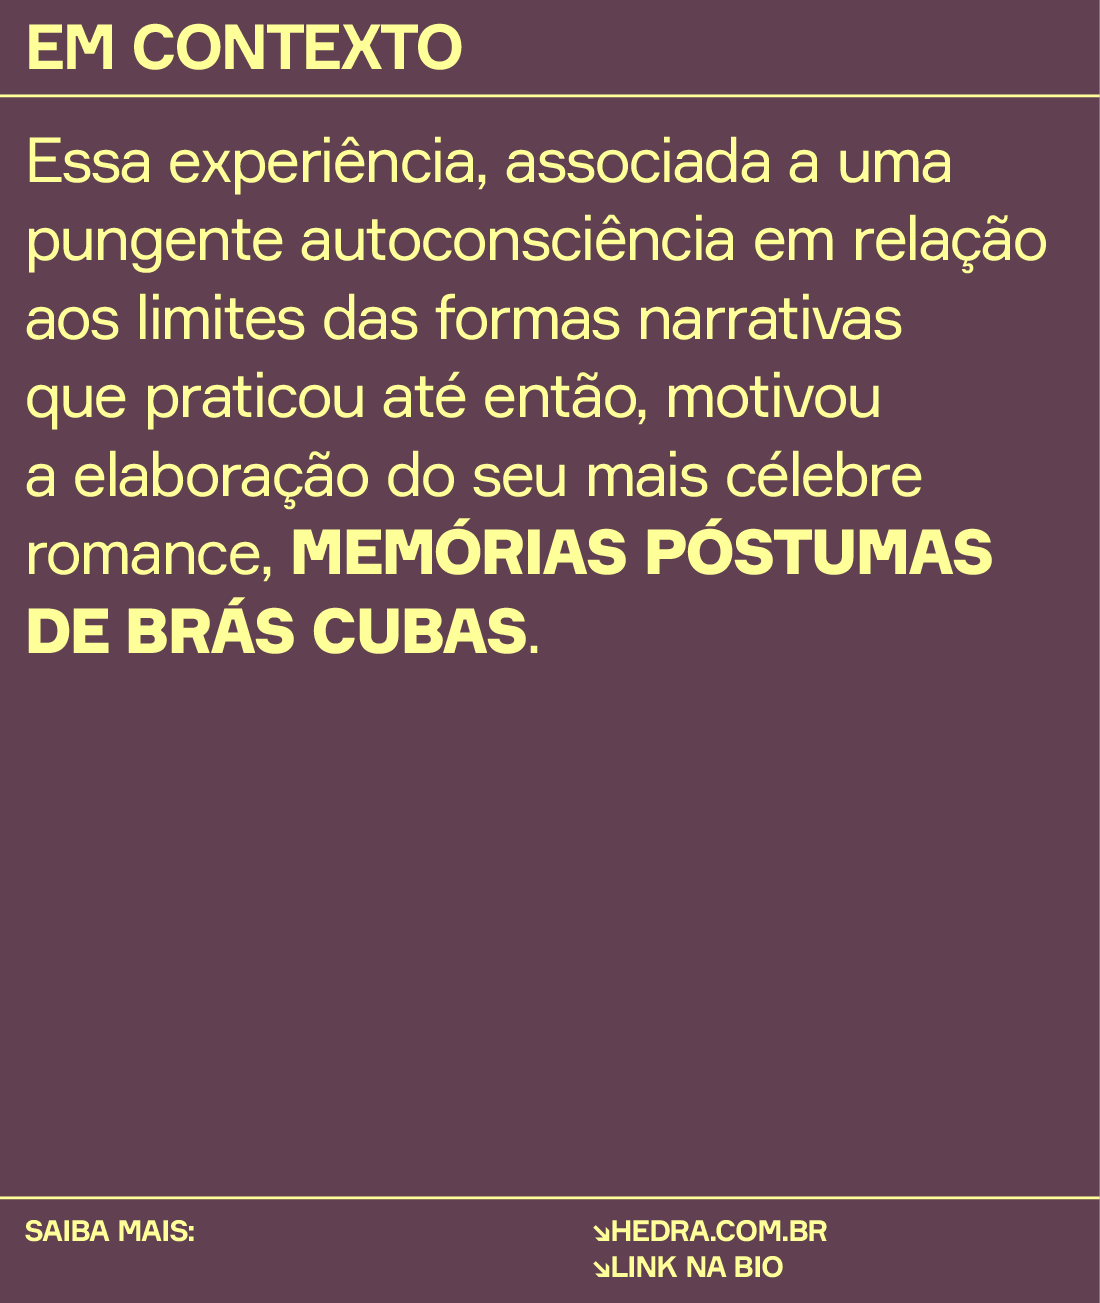 EM CONTEXTO
Essa experiência, associada a uma
pungente autoconsciência em relação
aos limites das formas narrativas
que praticou até então, motivou
a elaboração do seu mais célebre
romance, MEMÓRIAS PÓSTUMAS
DE BRÁS CUBAS.
SAIBA MAIS:
↘HEDRA.COM.BR
↘LINK NA BIO